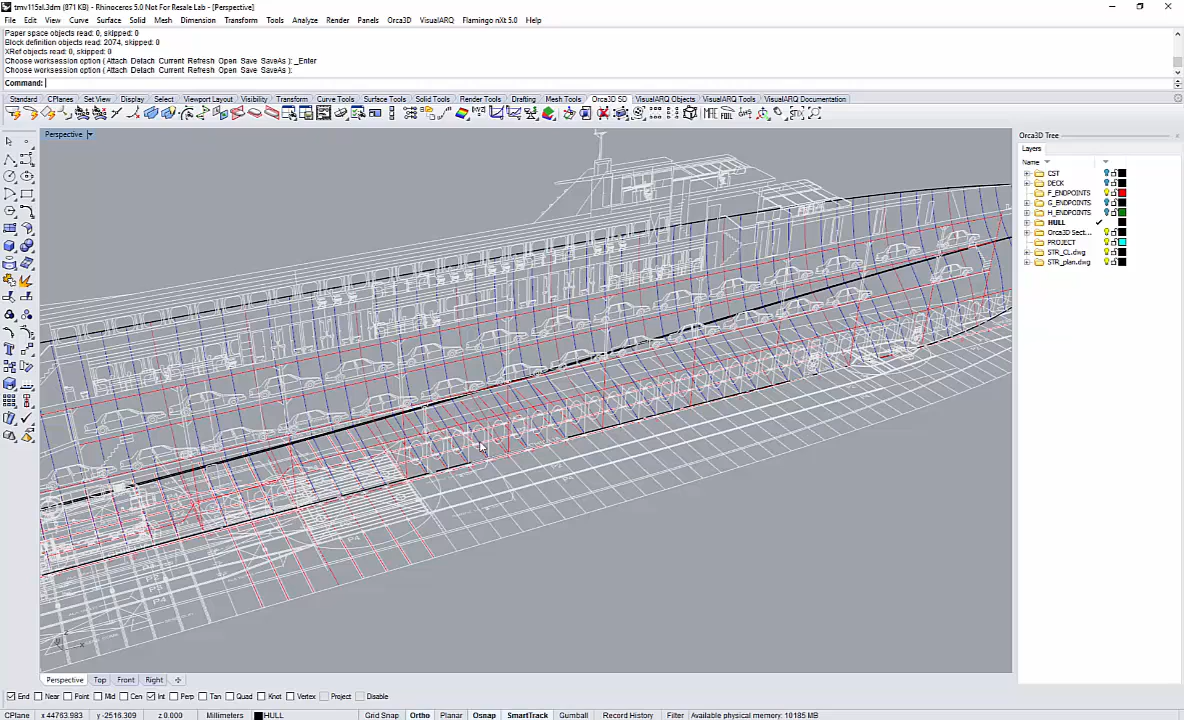 tmv115al.3dm (871 KB) - Rhinoceros 5.0 Not For Resale Lab - [Perspective]
File Edit View Curve Surface Solid Mesh Dimension Transform Tools Analyze Render Panels Orca3D VisualARQ Flamingo nXt 5.0 Help
Paper space objects read: 0, skipped: 0
Block definition objects read: 2074, skipped: 0
XRef objects read: 0, skipped: 0
Choose worksession option ( Attach Detach Current Refresh Open Save SaveAs ): _Enter
Choose worksession option ( Attach Detach Current Refresh Open Save SaveAs ):
Command:
Standard CPlanes Set View Display Select Viewport Layout Visibility Transform Curve Tools Surface Tools Solid Tools Render Tools Drafting Mesh Tools Orca3D SD VisualARQ Objects VisualARQ Tools VisualARQ Documentation
Perspective
Orca3D Tree
Layers
Name
CST
DECK
F_ENDPOINTS
G_ENDPOINTS
H_ENDPOINTS
HULL
Orca3D Sect...
PROJECT
STR_CL.dwg
STR_plan.dwg
Perspective Top Front Right
End Near Point Mid Cen Int Perp Tan Quad Knot Vertex Project Disable
CPlane x 44763.983 y -2516.309 z 0.000 Millimeters HULL Grid Snap Ortho Planar Osnap SmartTrack Gumball Record History Filter Available physical memory: 10185 MB